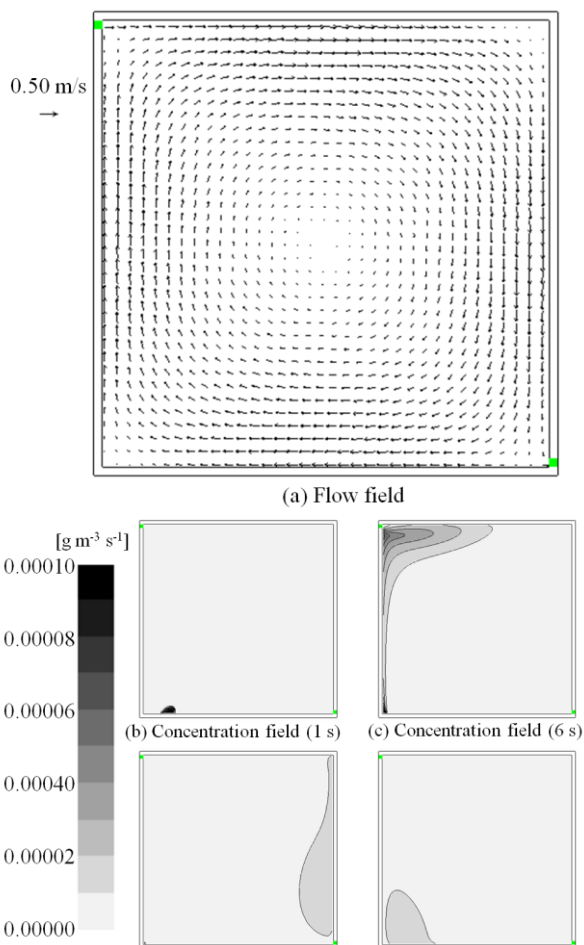 0.50 m/s
(a) Flow field
[g m⁻³ s⁻¹]
0.00010
0.00008
0.00006
0.00040
0.00002
0.00000
(b) Concentration field (1 s)
(c) Concentration field (6 s)